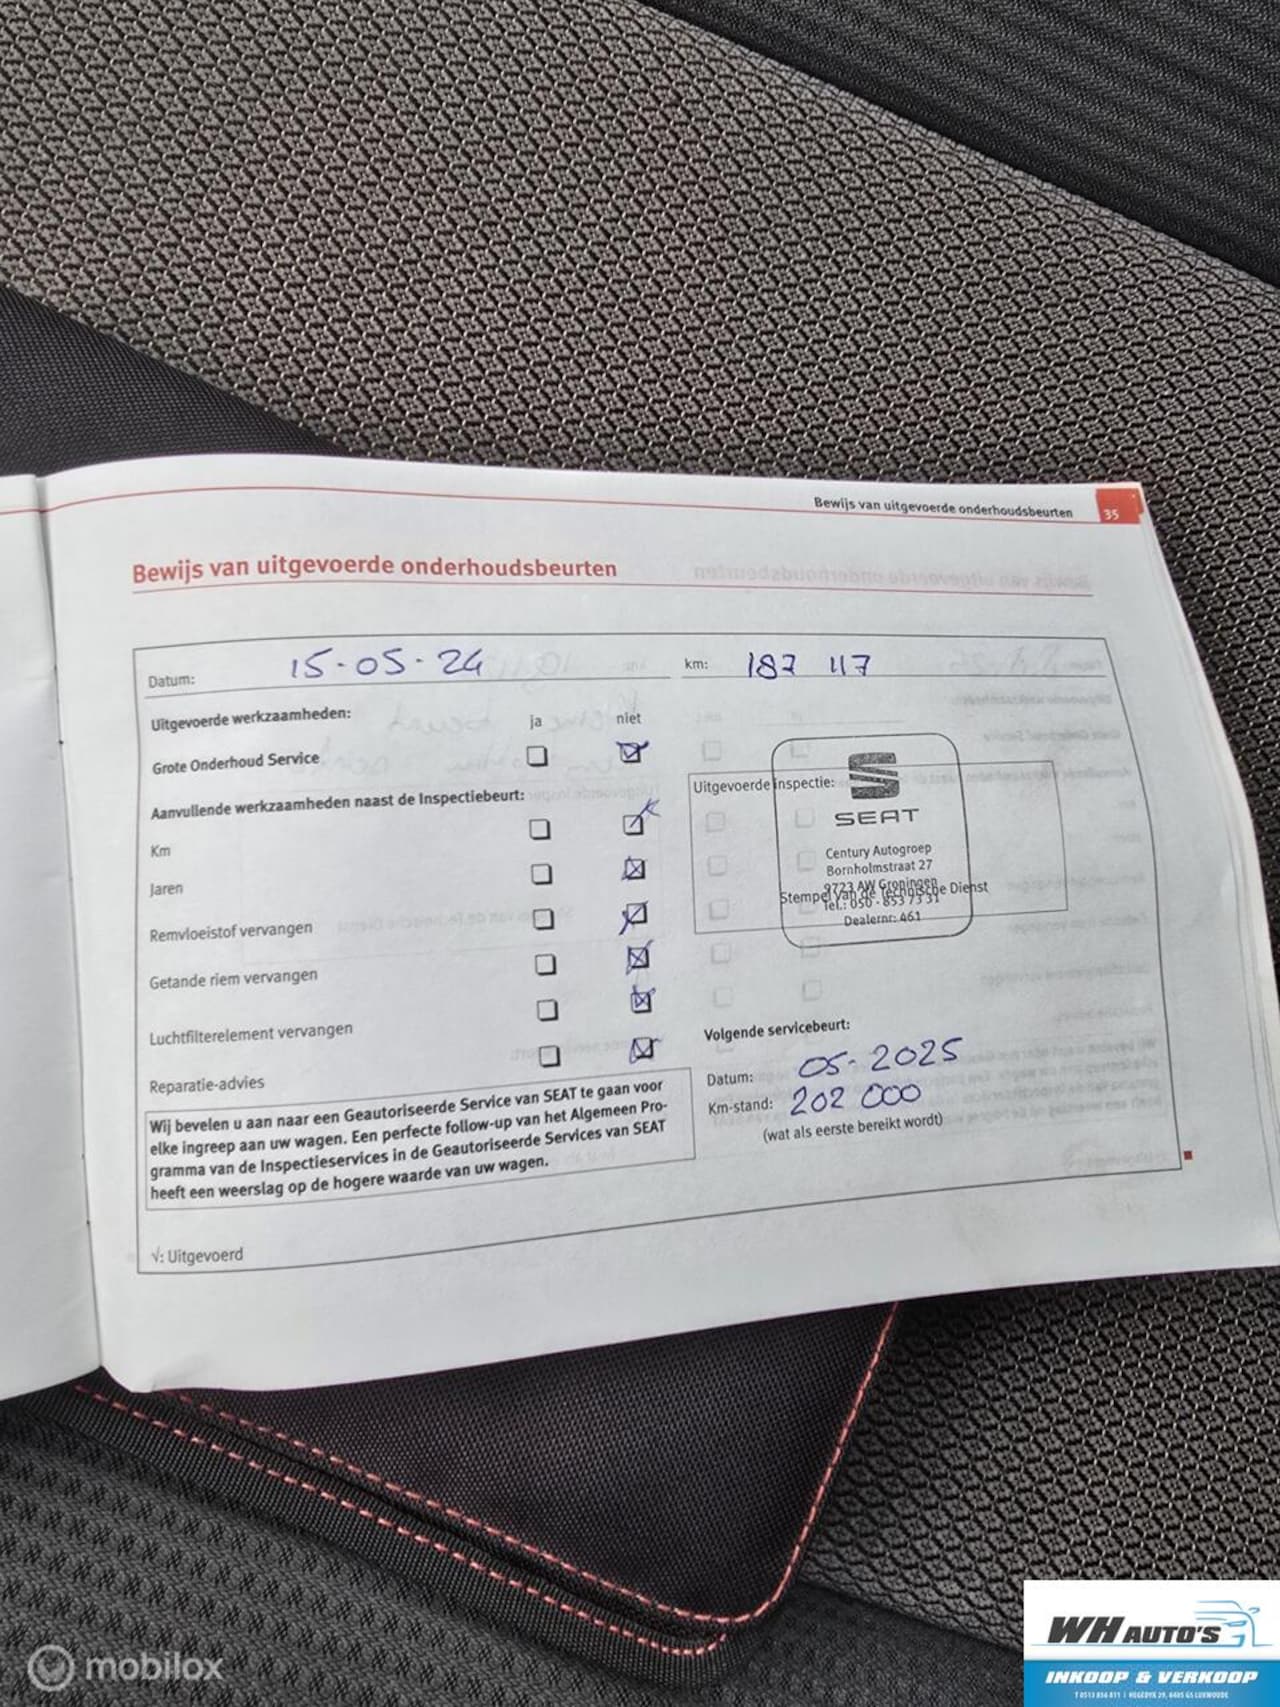 Bewijs van uitgevoerde onderhoudsbeurten 35
Bewijs van uitgevoerde onderhoudsbeurten
Datum: 15-05-24 km: 187 117
Uitgevoerde werkzaamheden: ja niet
Grote Onderhoud Service
Aanvullende werkzaamheden naast de Inspectiebeurt:
Km
Jaren
Remvloeistof vervangen
Getande riem vervangen
Luchtfilterelement vervangen
Reparatie-advies
Wij bevelen u aan naar een Geautoriseerde Service van SEAT te gaan voor
elke ingreep aan uw wagen. Een perfecte follow-up van het Algemeen Pro-
gramma van de Inspectieservices in de Geautoriseerde Services van SEAT
heeft een weerslag op de hogere waarde van uw wagen.
√: Uitgevoerd
Uitgevoerde inspectie:
SEAT
Century Autogroep
Bornholmstraat 27
9723 AW Groningen
Stempel van de Technische Dienst
Tel.: 050 - 853 73 31
Dealernr: 461
Volgende servicebeurt:
Datum: 05-2025
Km-stand: 202 000
(wat als eerste bereikt wordt)
mobilox
WH AUTO'S
INKOOP & VERKOOP